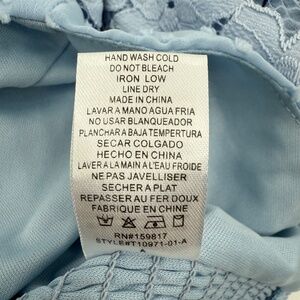 HAND WASH COLD
DO NOT BLEACH
IRON LOW
LINE DRY
MADE IN CHINA
LAVAR A MANO AGUA FRIA
NO USAR BLANQUEADOR
PLANCHAR A BAJA TEMPERTURA
SECAR COLGADO
HECHO EN CHINA
LAVER A LA MAIN A L'EAU FROIDE
NE PAS JAVELLISER
SECHER A PLAT
REPASSER AU FER DOUX
FABRIQUE EN CHINE
RN#159817
STYLE#T10971-01-A
A